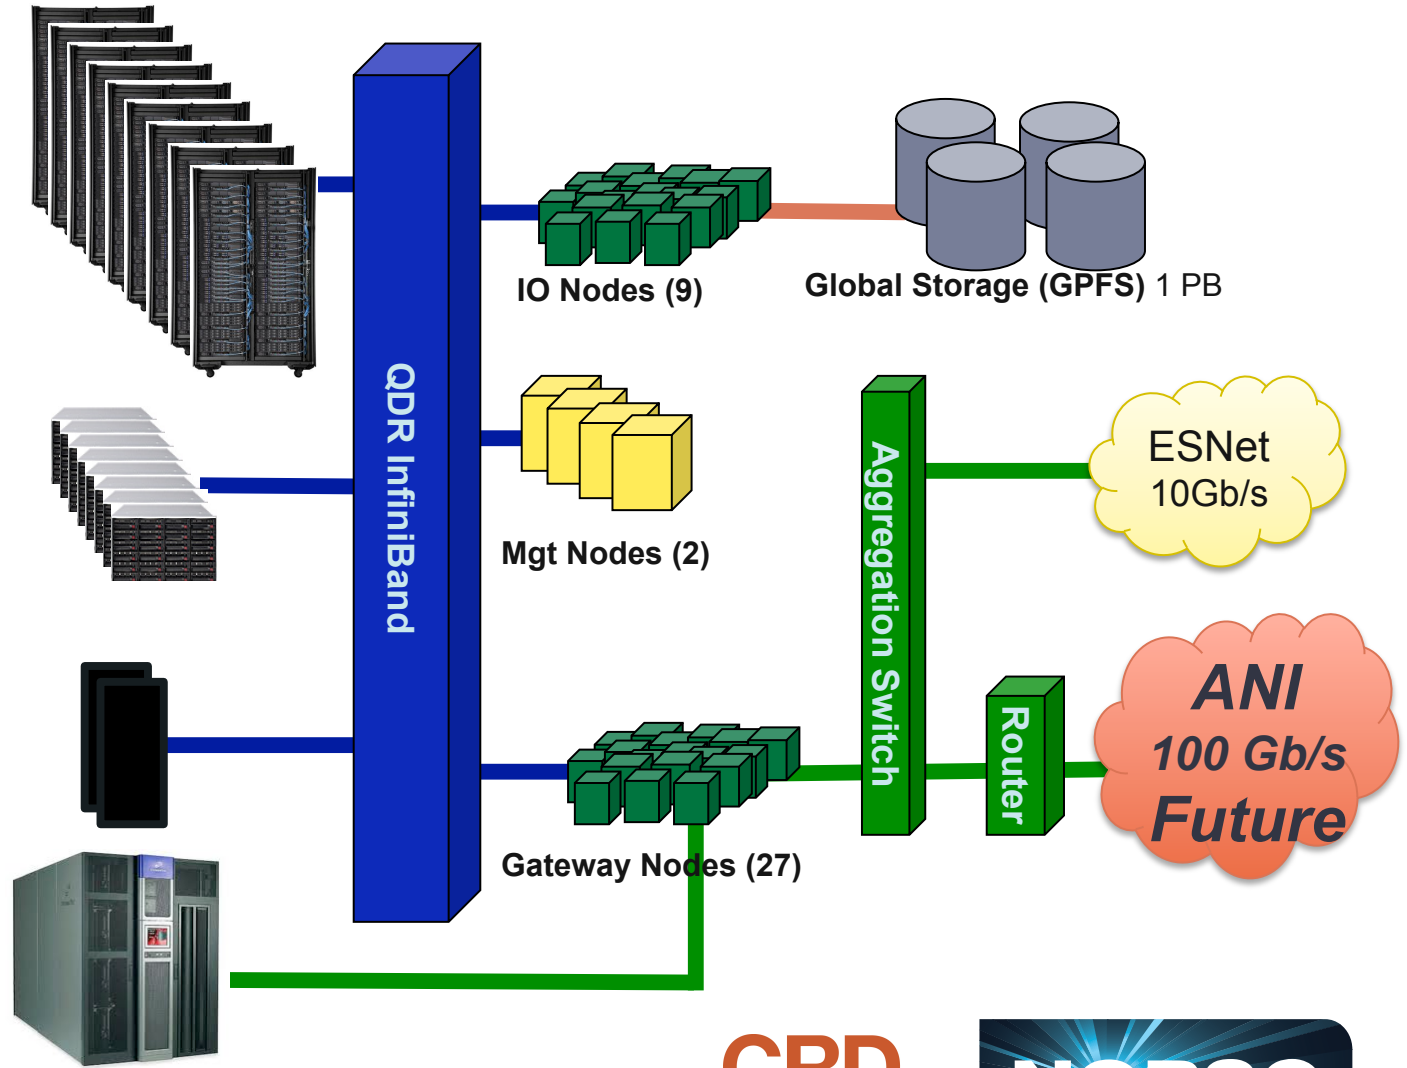 QDR InfiniBand
IO Nodes (9)
Global Storage (GPFS) 1 PB
Mgt Nodes (2)
Aggregation Switch
ESNet
10Gb/s
Router
ANI
100 Gb/s
Future
Gateway Nodes (27)
CRD